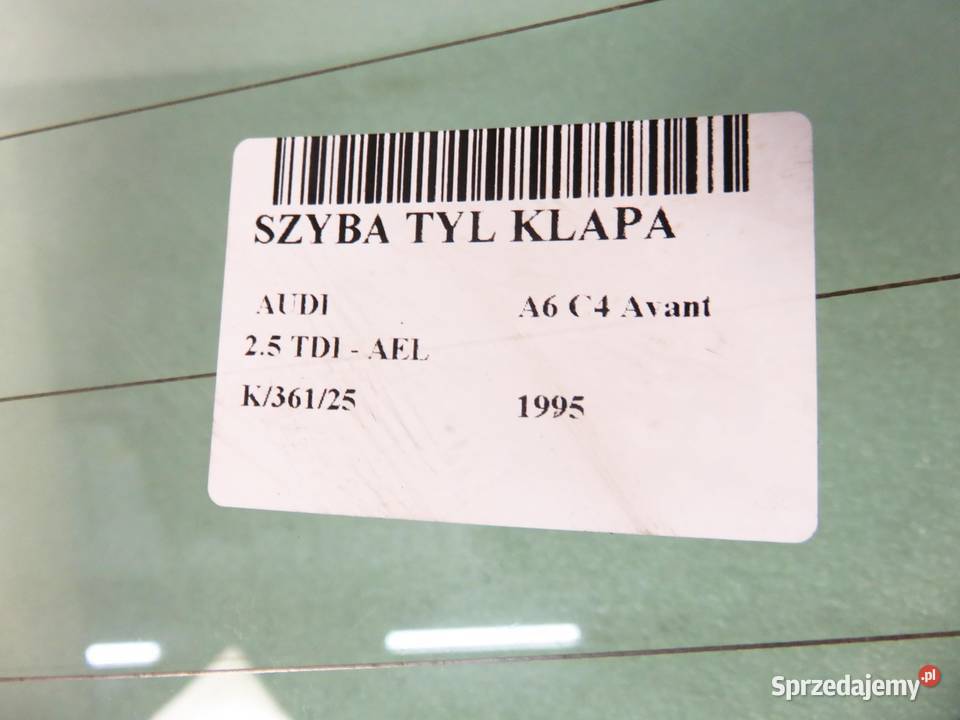 SZYBA TYL KLAPA
AUDI A6 C4 Avant
2.5 TDI - AEL
K/361/25 1995
Sprzedajemy.pl